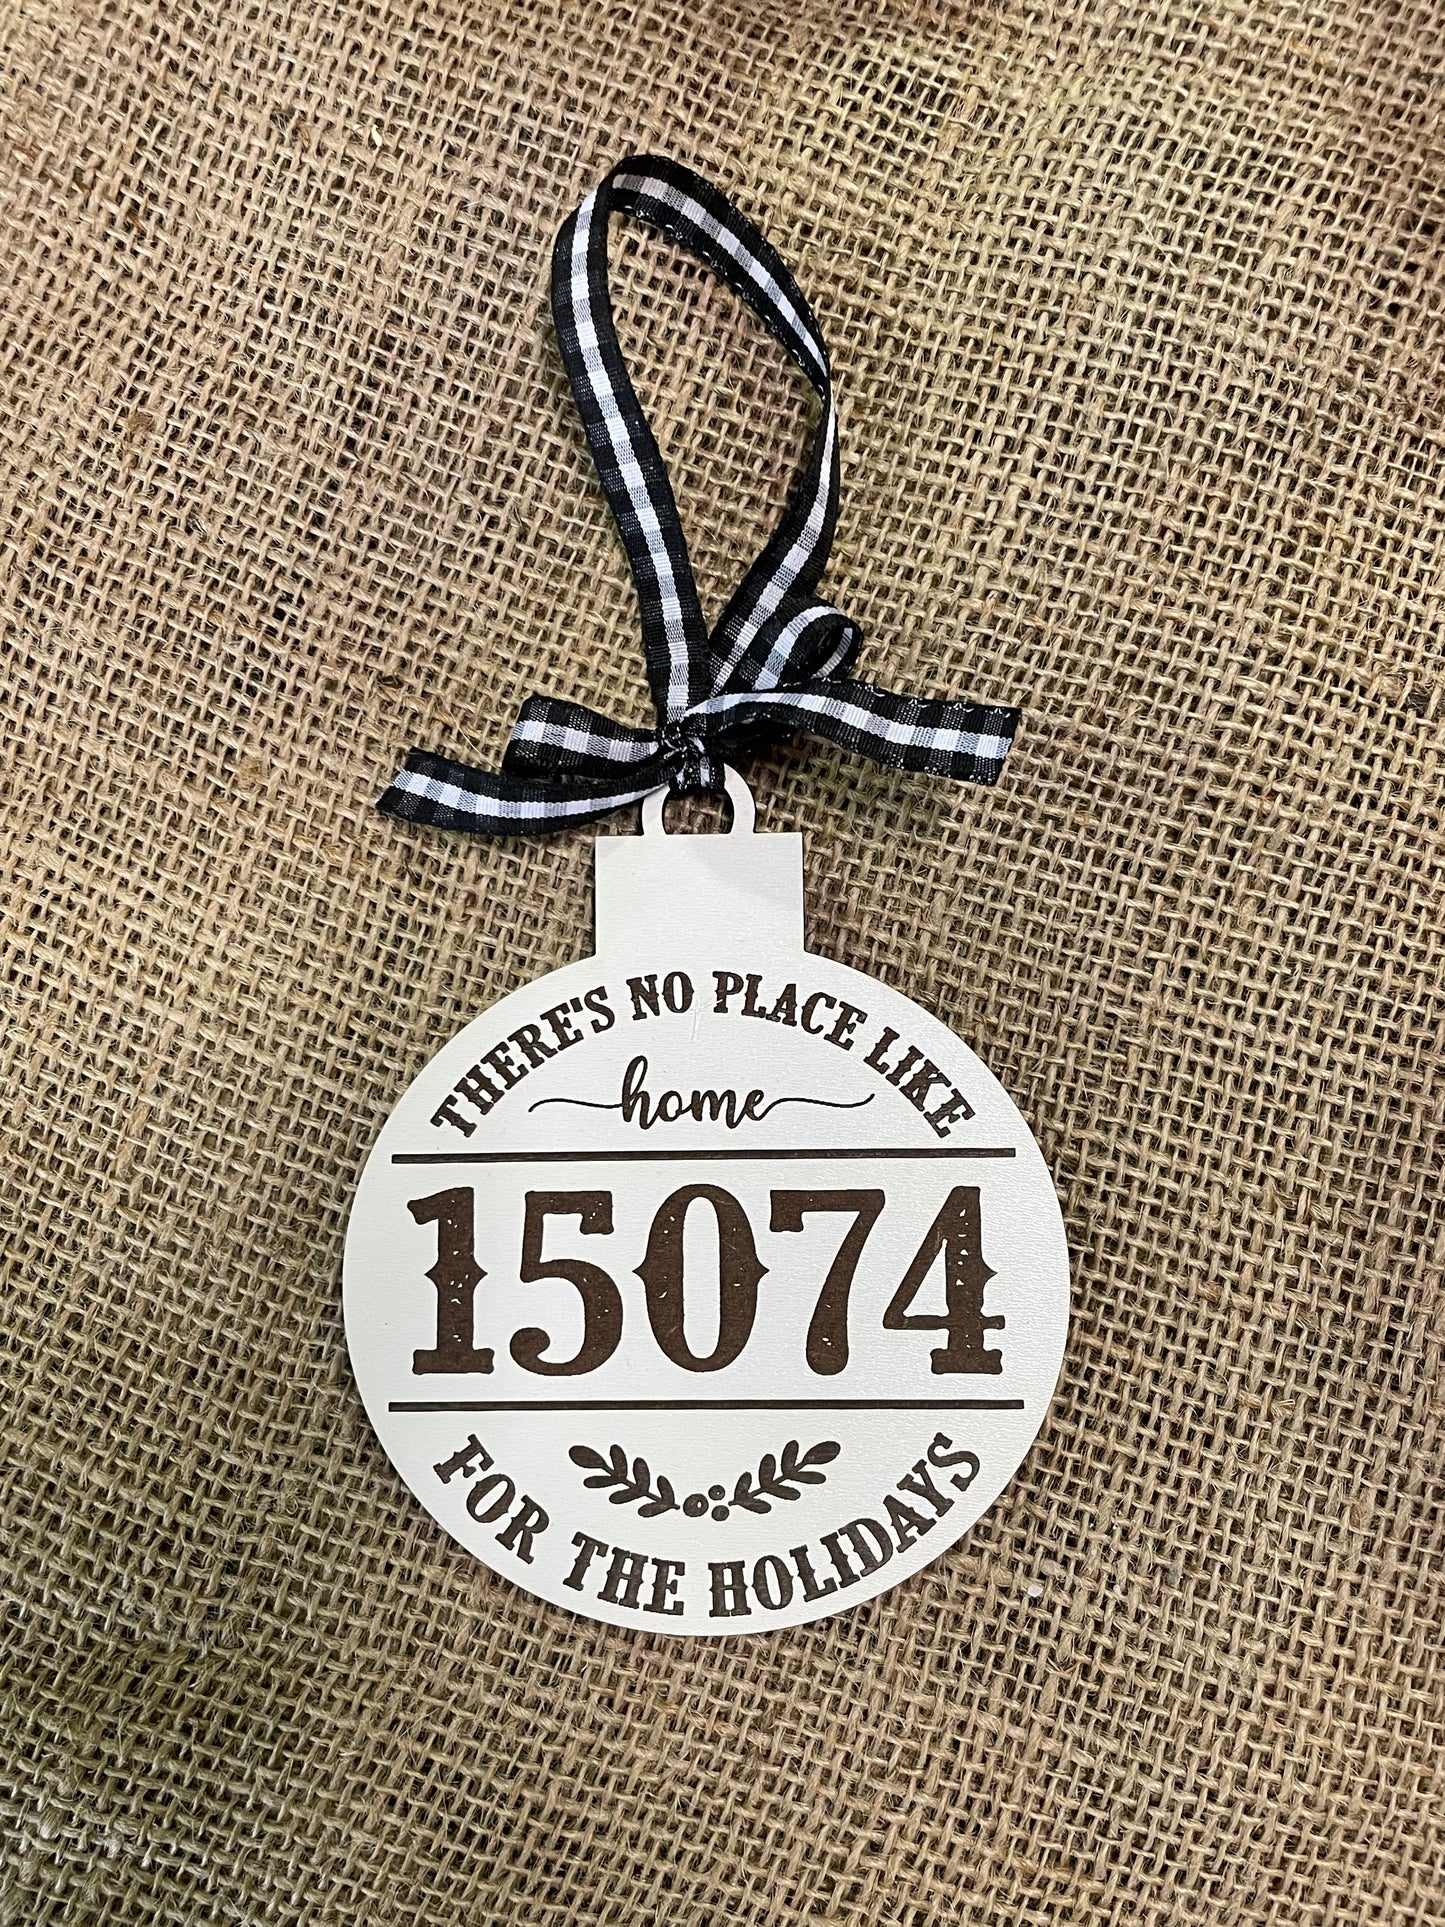 THERE'S NO PLACE LIKE
home
15074
FOR THE HOLIDAYS